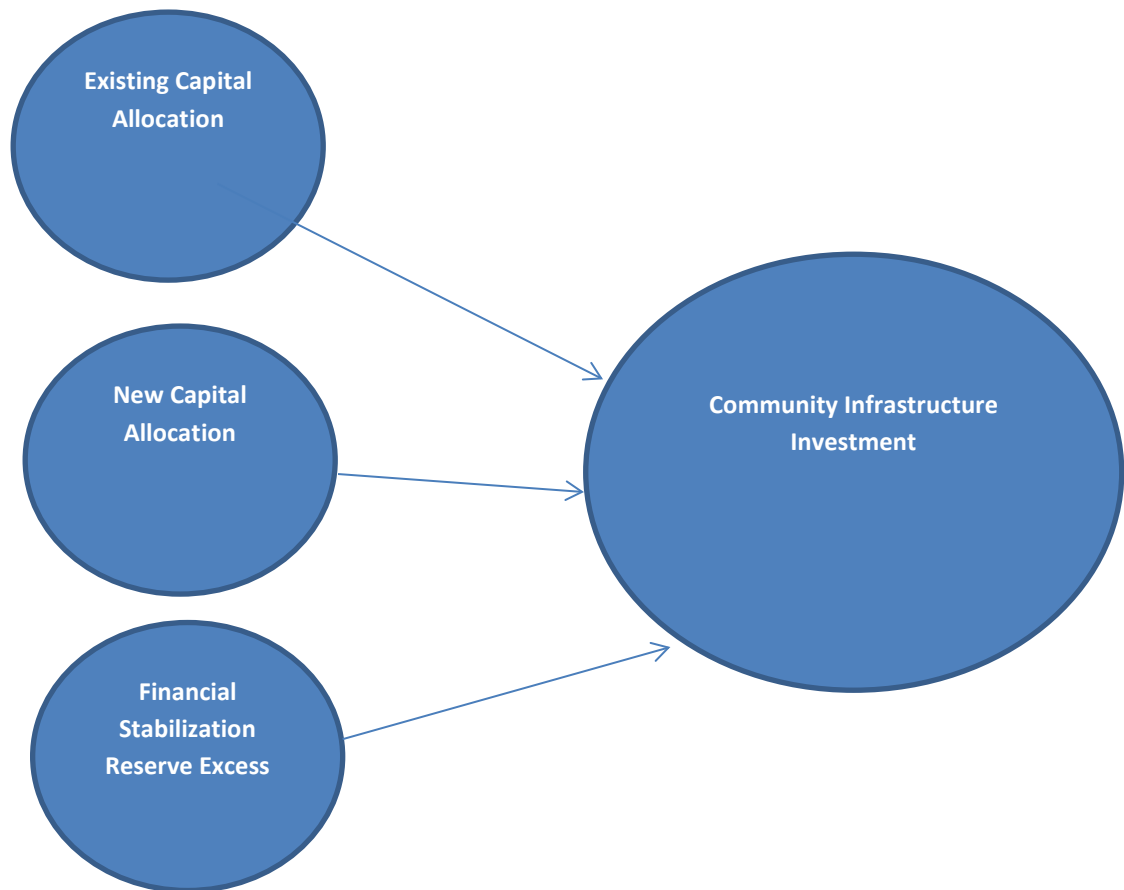 Existing Capital
Allocation
New Capital
Allocation
Community Infrastructure
Investment
Financial
Stabilization
Reserve Excess